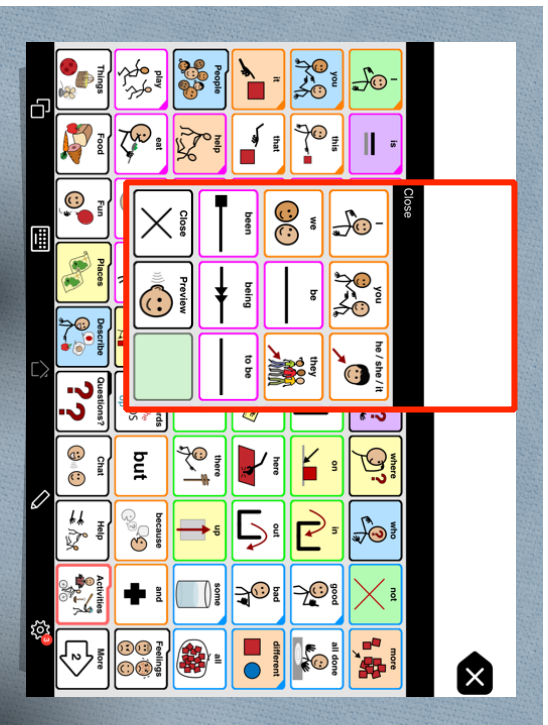 Close
I
is
I
you
he / she / it
where
who
not
more
you
this
we
be
they
on
in
good
all done
it
that
been
being
to be
here
out
bad
different
People
help
Close
Preview
there
up
some
all
play
eat
but
because
and
Feelings
Things
Food
Fun
Places
Describe
Questions?
Chat
Help
Activities
More
2
3